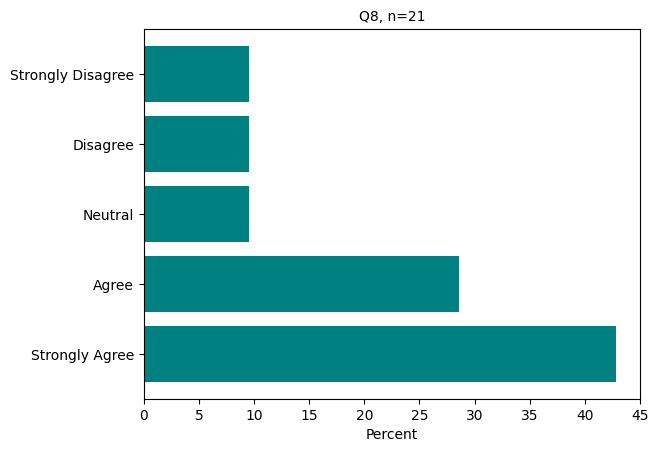 Q8, n=21
Strongly Disagree
Disagree
Neutral
Agree
Strongly Agree
0 5 10 15 20 25 30 35 40 45
Percent